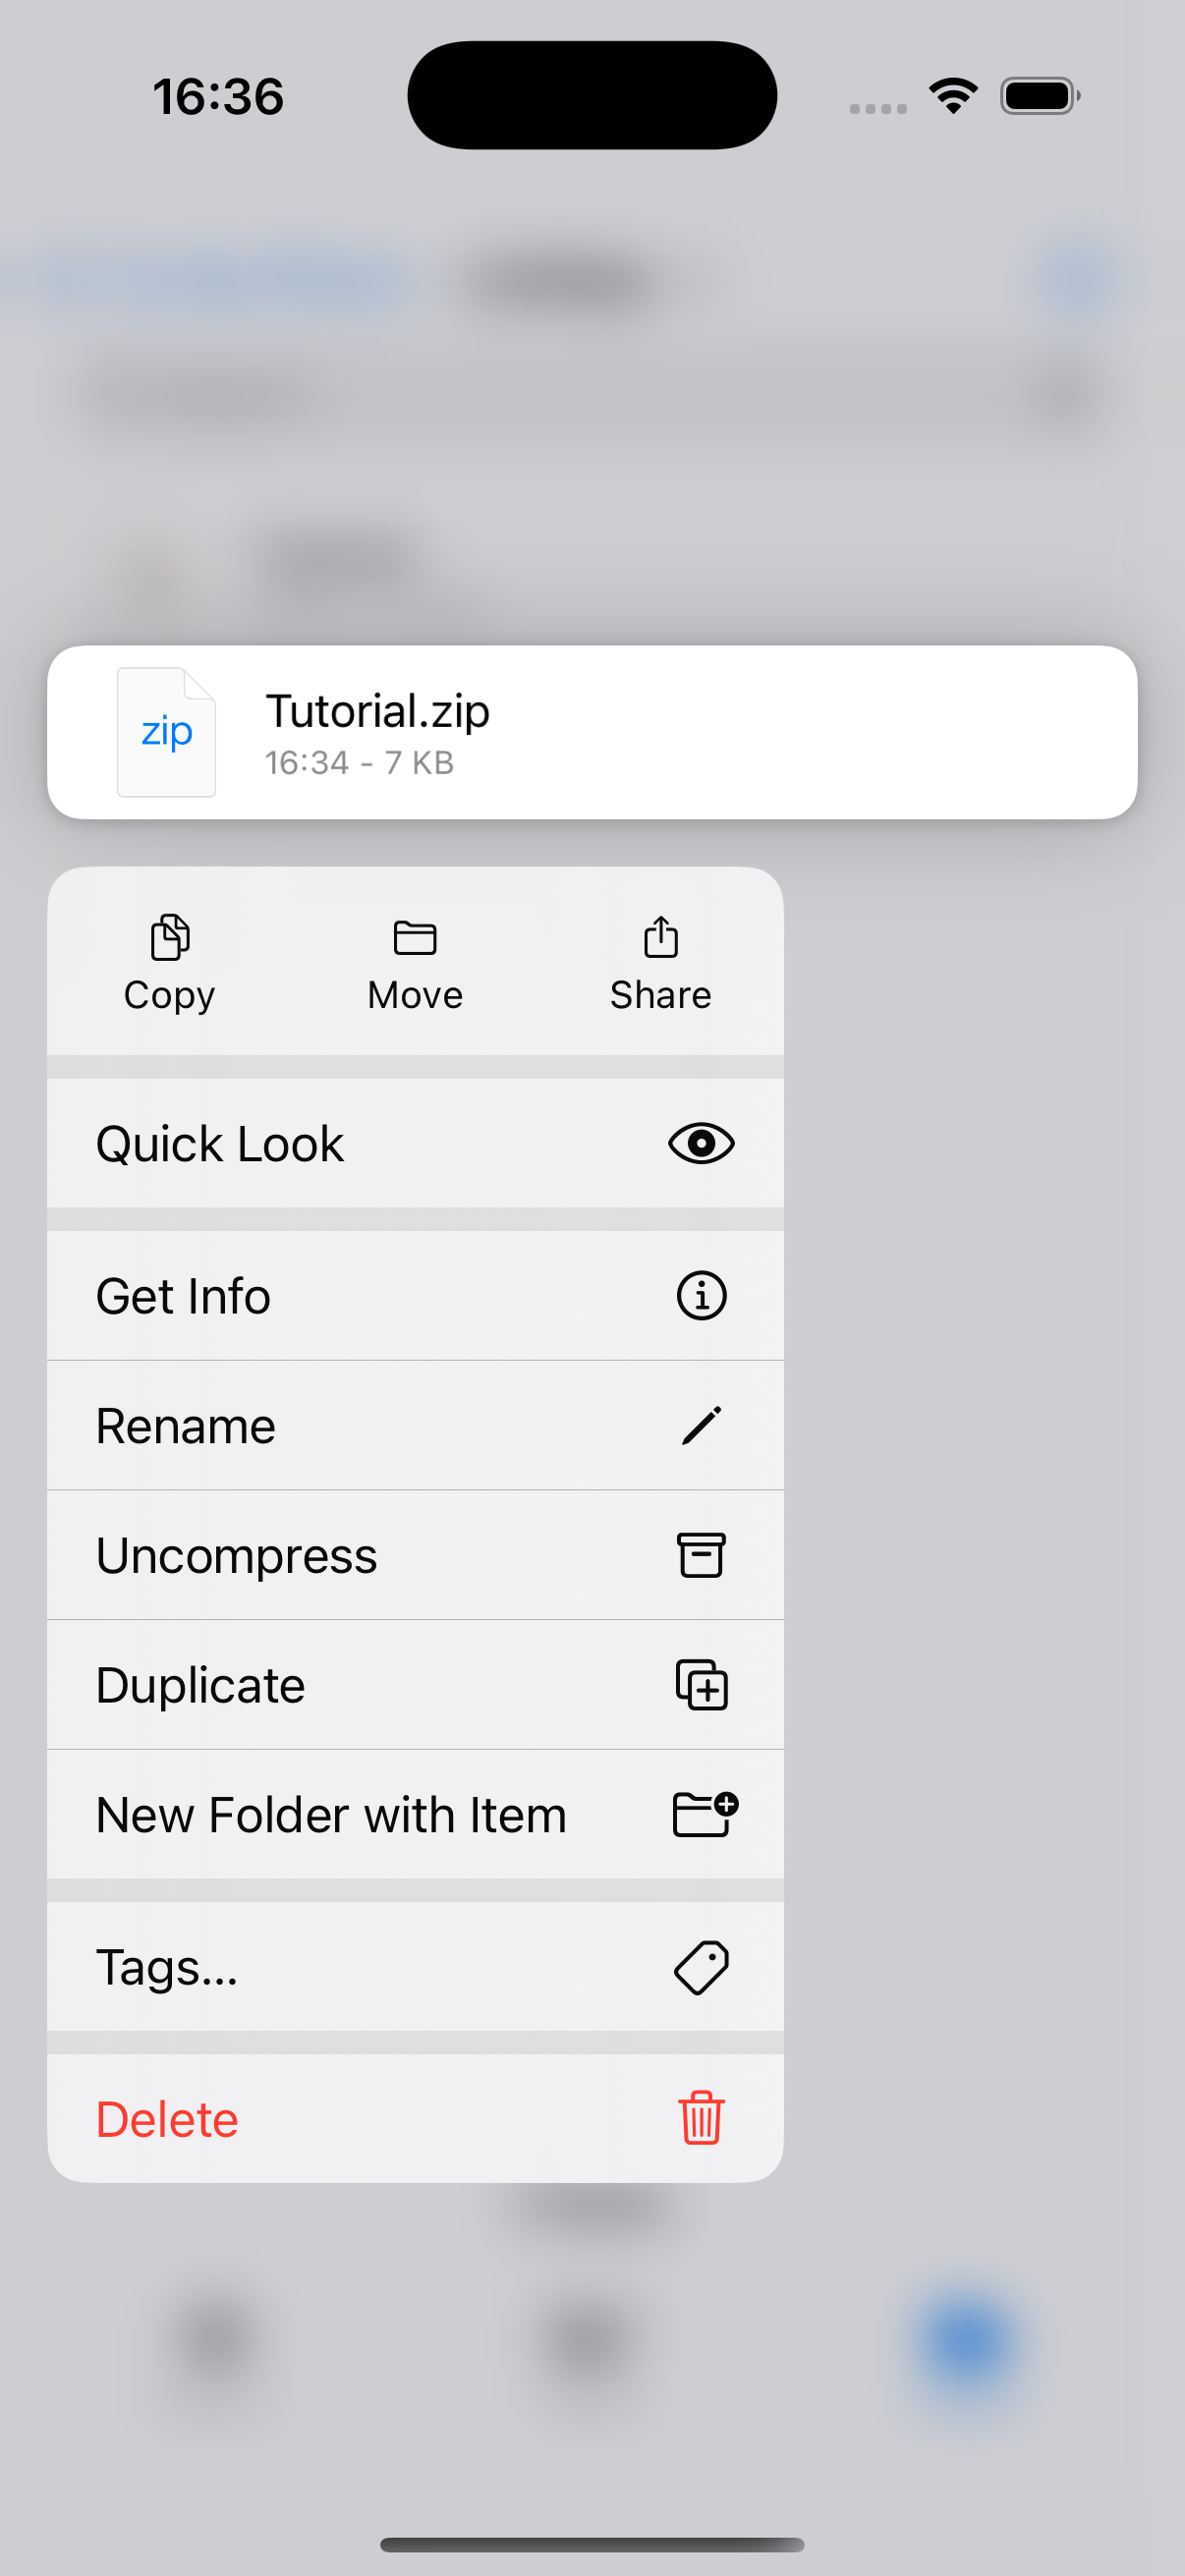 16:36
zip
Tutorial.zip
16:34 - 7 KB
Copy
Move
Share
Quick Look
Get Info
Rename
Uncompress
Duplicate
New Folder with Item
Tags...
Delete